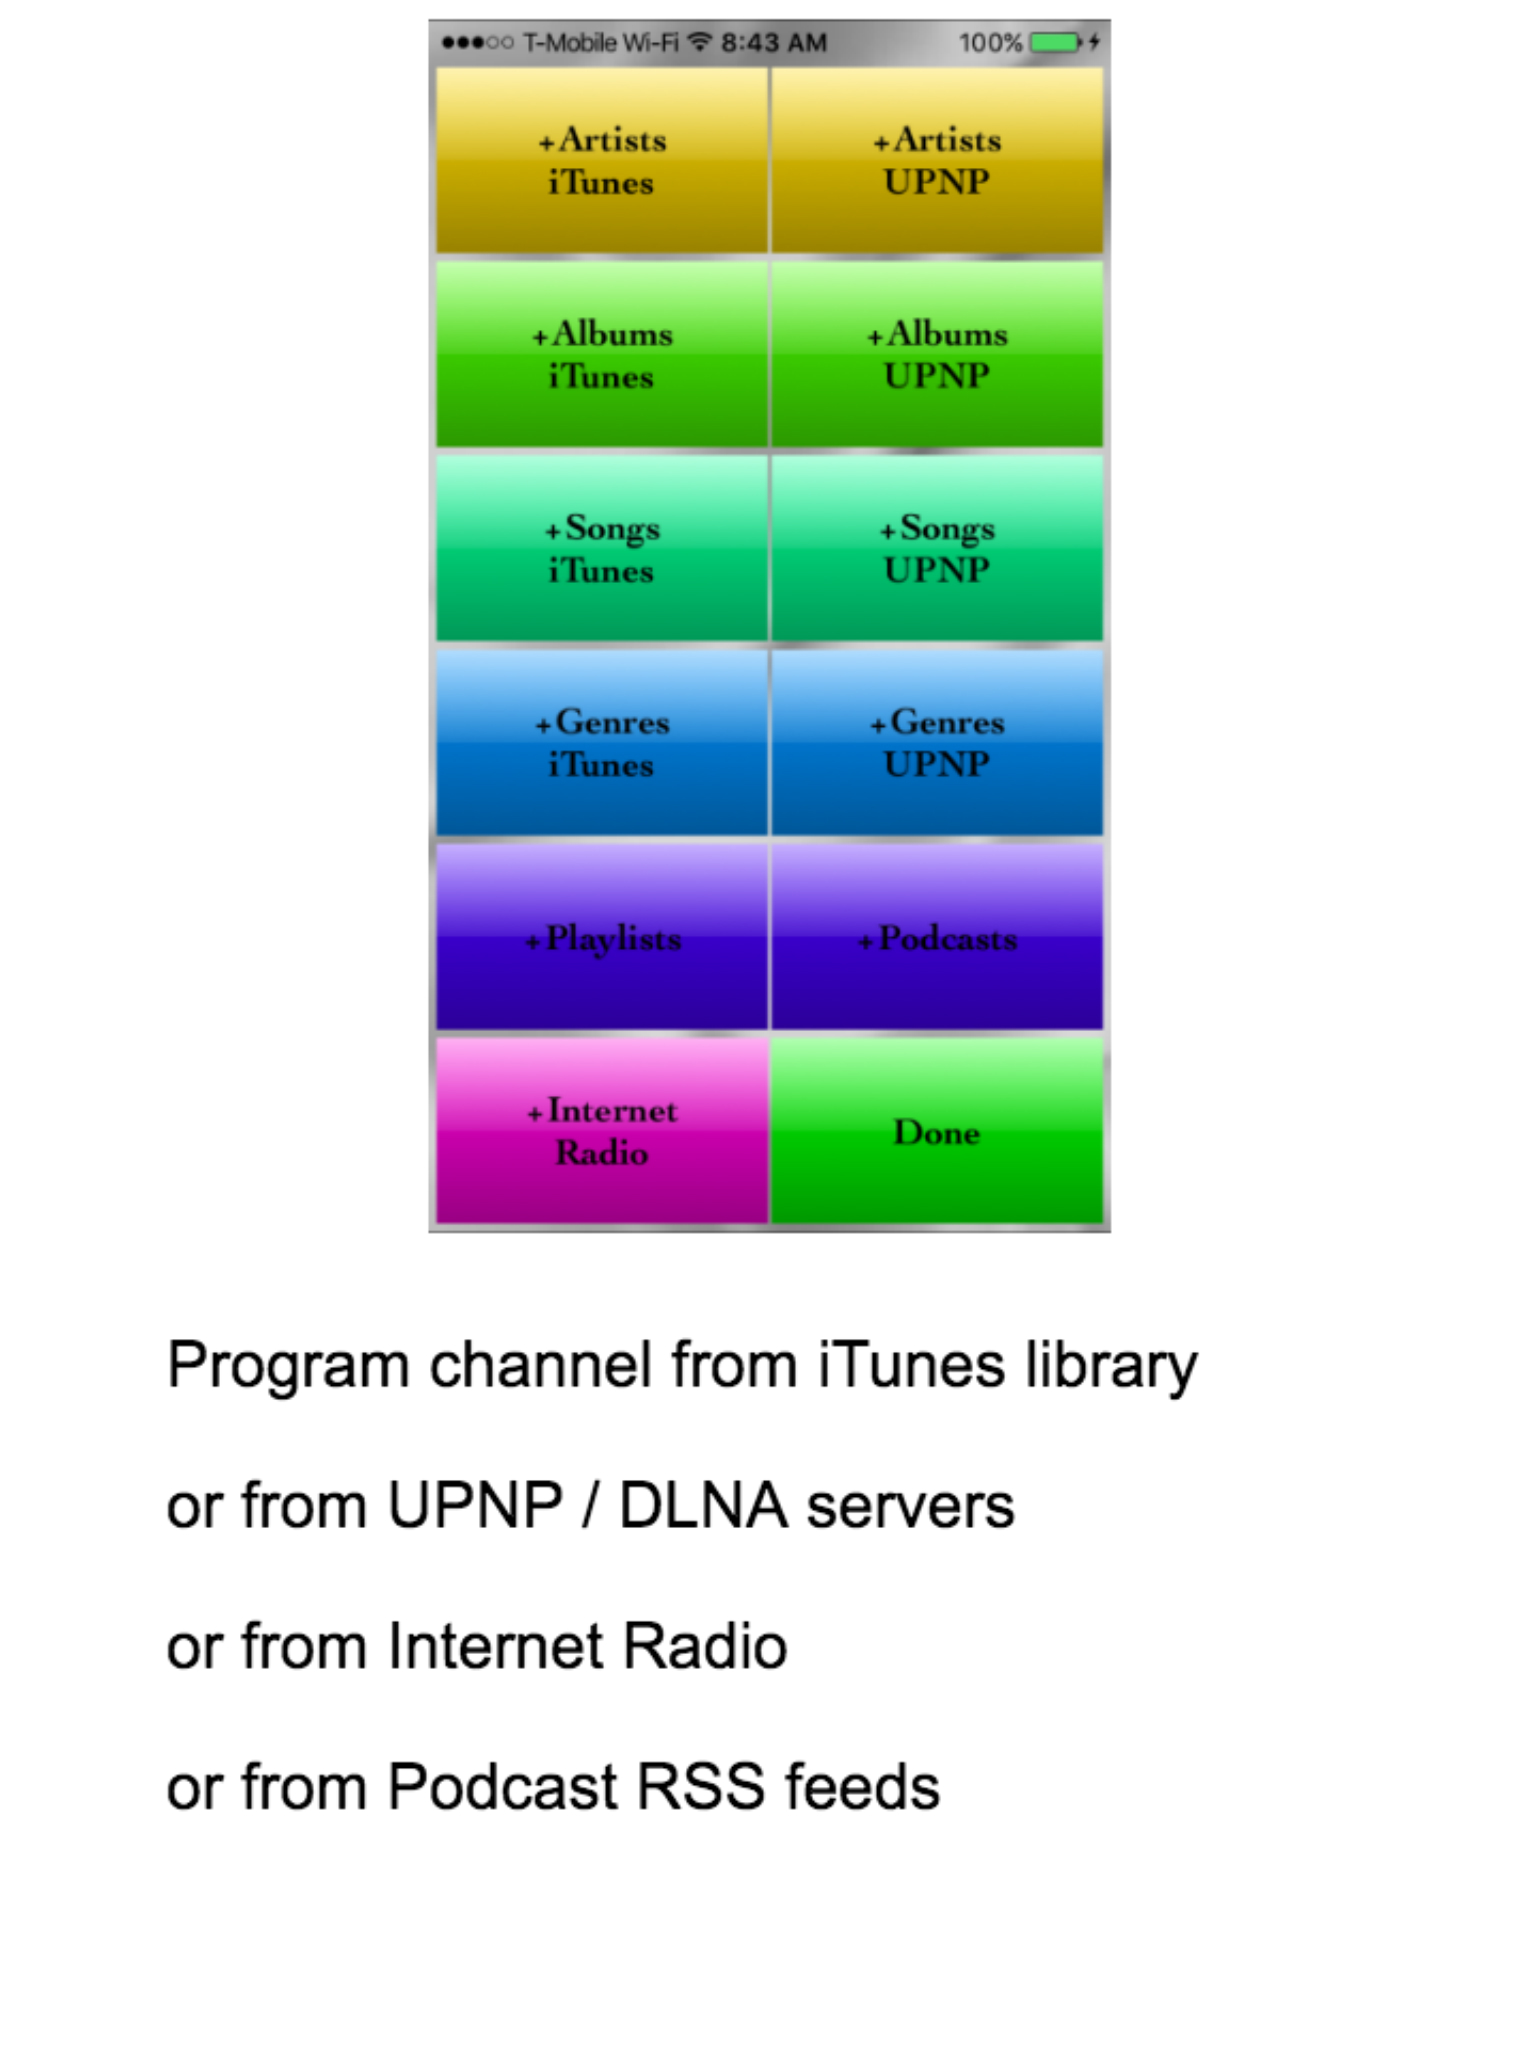 T-Mobile Wi-Fi 8:43 AM 100%
+Artists
iTunes
+Artists
UPNP
+Albums
iTunes
+Albums
UPNP
+Songs
iTunes
+Songs
UPNP
+Genres
iTunes
+Genres
UPNP
+Playlists
+Podcasts
+Internet
Radio
Done
Program channel from iTunes library
or from UPNP / DLNA servers
or from Internet Radio
or from Podcast RSS feeds